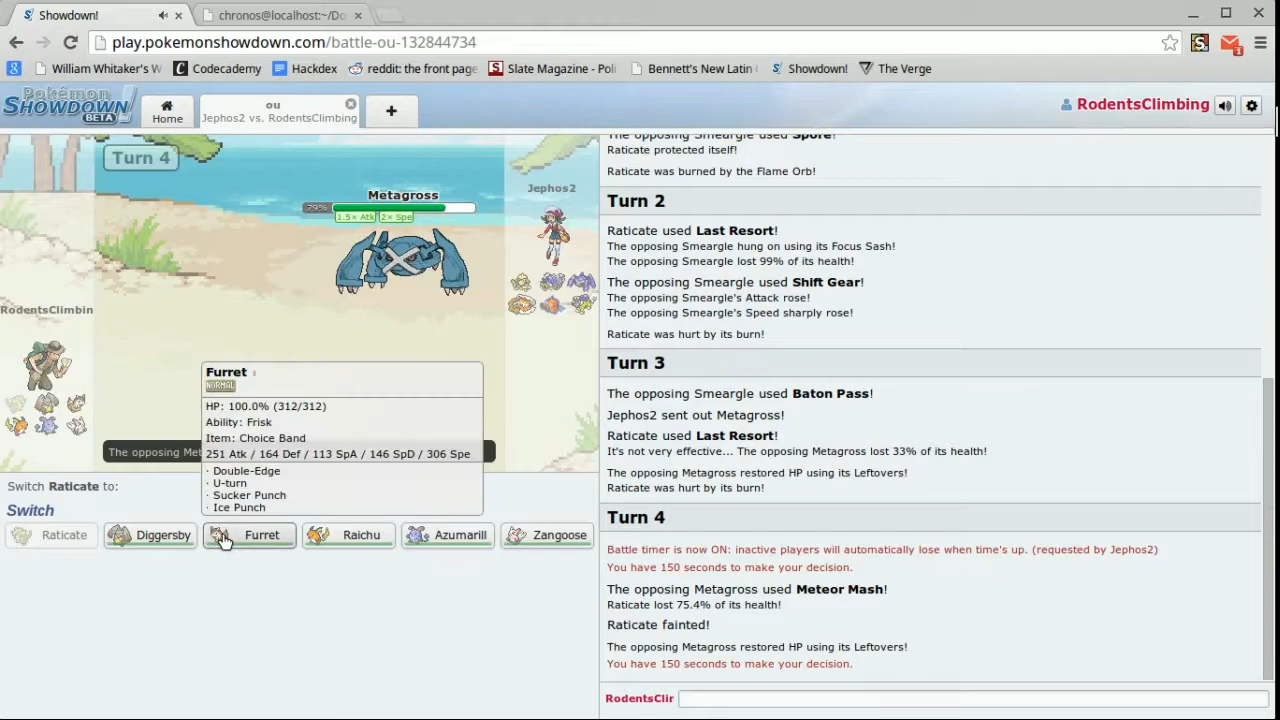 Showdown!
chronos@localhost:~/Do
play.pokemonshowdown.com/battle-ou-132844734
William Whitaker's W
Codecademy
Hackdex
reddit: the front page
Slate Magazine - Poli
Bennett's New Latin
Showdown!
The Verge
1
Pokémon
SHOWDOWN!
BETA
Home
ou
Jephos2 vs. RodentsClimbing
+
RodentsClimbing
Turn 4
Metagross
79%
1.5× Atk 2× Spe
Jephos2
RodentsClimbin
The opposing Met
Furret
NORMAL
HP: 100.0% (312/312)
Ability: Frisk
Item: Choice Band
251 Atk / 164 Def / 113 SpA / 146 SpD / 306 Spe
· Double-Edge
· U-turn
· Sucker Punch
· Ice Punch
Switch Raticate to:
Switch
Raticate
Diggersby
Furret
Raichu
Azumarill
Zangoose
The opposing Smeargle used Spore!
Raticate protected itself!
Raticate was burned by the Flame Orb!
Turn 2
Raticate used Last Resort!
The opposing Smeargle hung on using its Focus Sash!
The opposing Smeargle lost 99% of its health!
The opposing Smeargle used Shift Gear!
The opposing Smeargle's Attack rose!
The opposing Smeargle's Speed sharply rose!
Raticate was hurt by its burn!
Turn 3
The opposing Smeargle used Baton Pass!
Jephos2 sent out Metagross!
Raticate used Last Resort!
It's not very effective... The opposing Metagross lost 33% of its health!
The opposing Metagross restored HP using its Leftovers!
Raticate was hurt by its burn!
Turn 4
Battle timer is now ON: inactive players will automatically lose when time's up. (requested by Jephos2)
You have 150 seconds to make your decision.
The opposing Metagross used Meteor Mash!
Raticate lost 75.4% of its health!
Raticate fainted!
The opposing Metagross restored HP using its Leftovers!
You have 150 seconds to make your decision.
RodentsClir